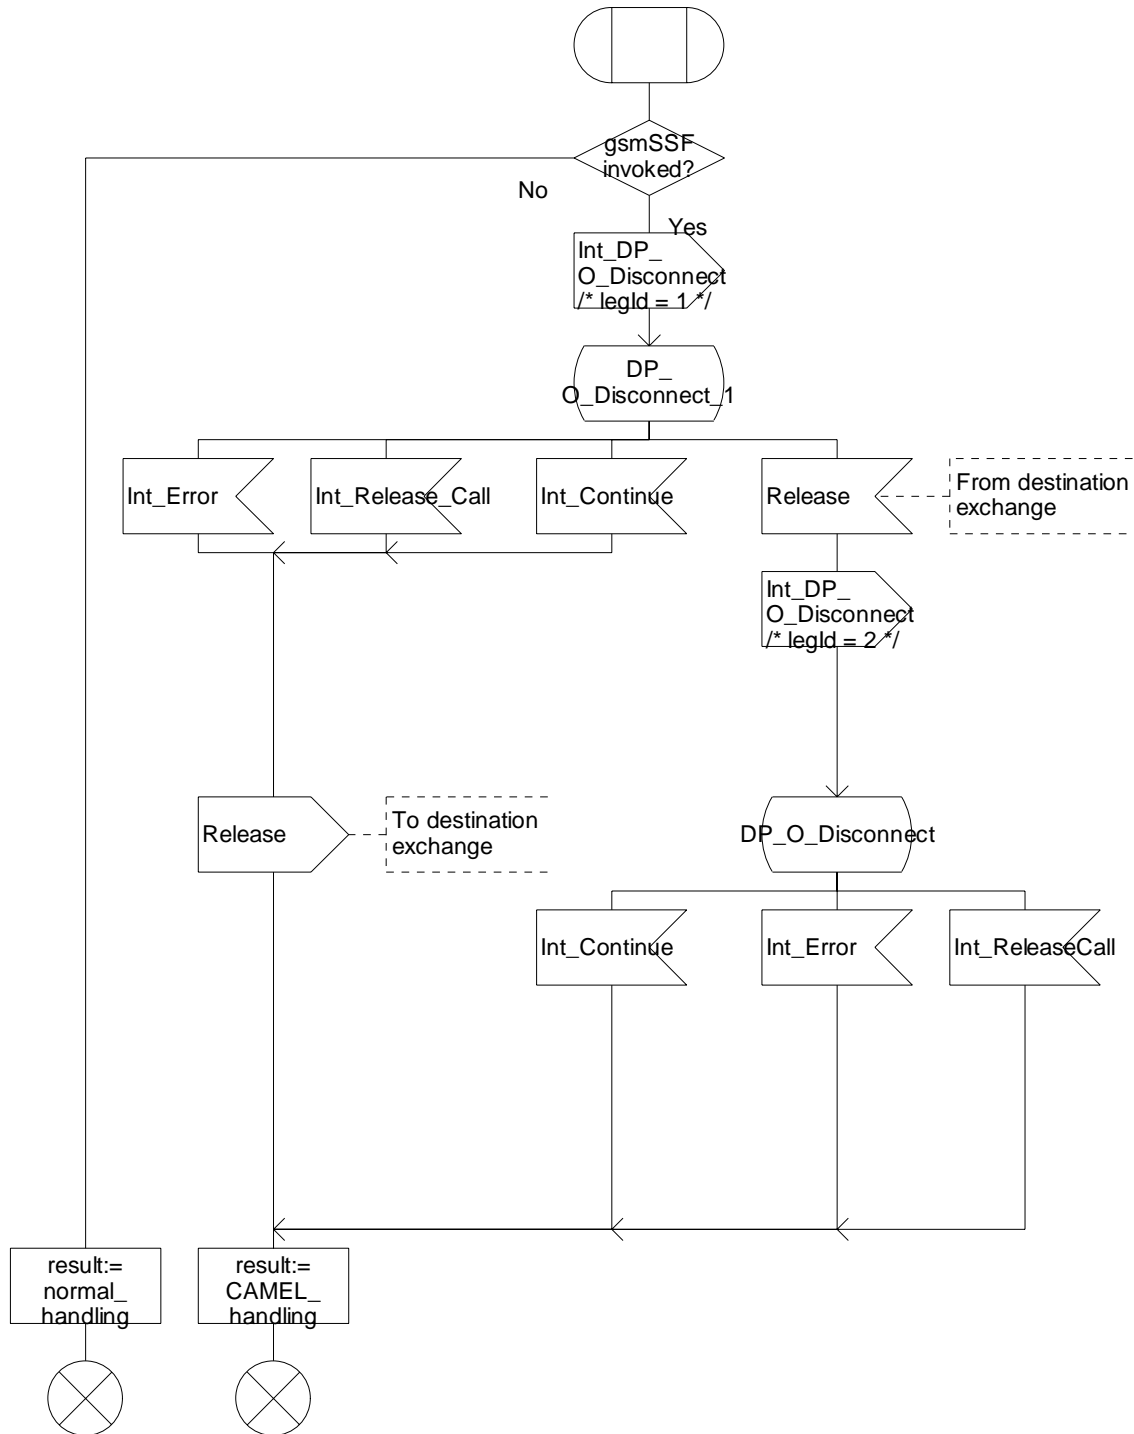 gsmSSF
invoked?
No
Yes
Int_DP_
O_Disconnect
/* legId = 1 */
DP_
O_Disconnect_1
Int_Error
Int_Release_Call
Int_Continue
Release
From destination
exchange
Int_DP_
O_Disconnect
/* legId = 2 */
Release
To destination
exchange
DP_O_Disconnect
Int_Continue
Int_Error
Int_ReleaseCall
result:=
normal_
handling
result:=
CAMEL_
handling